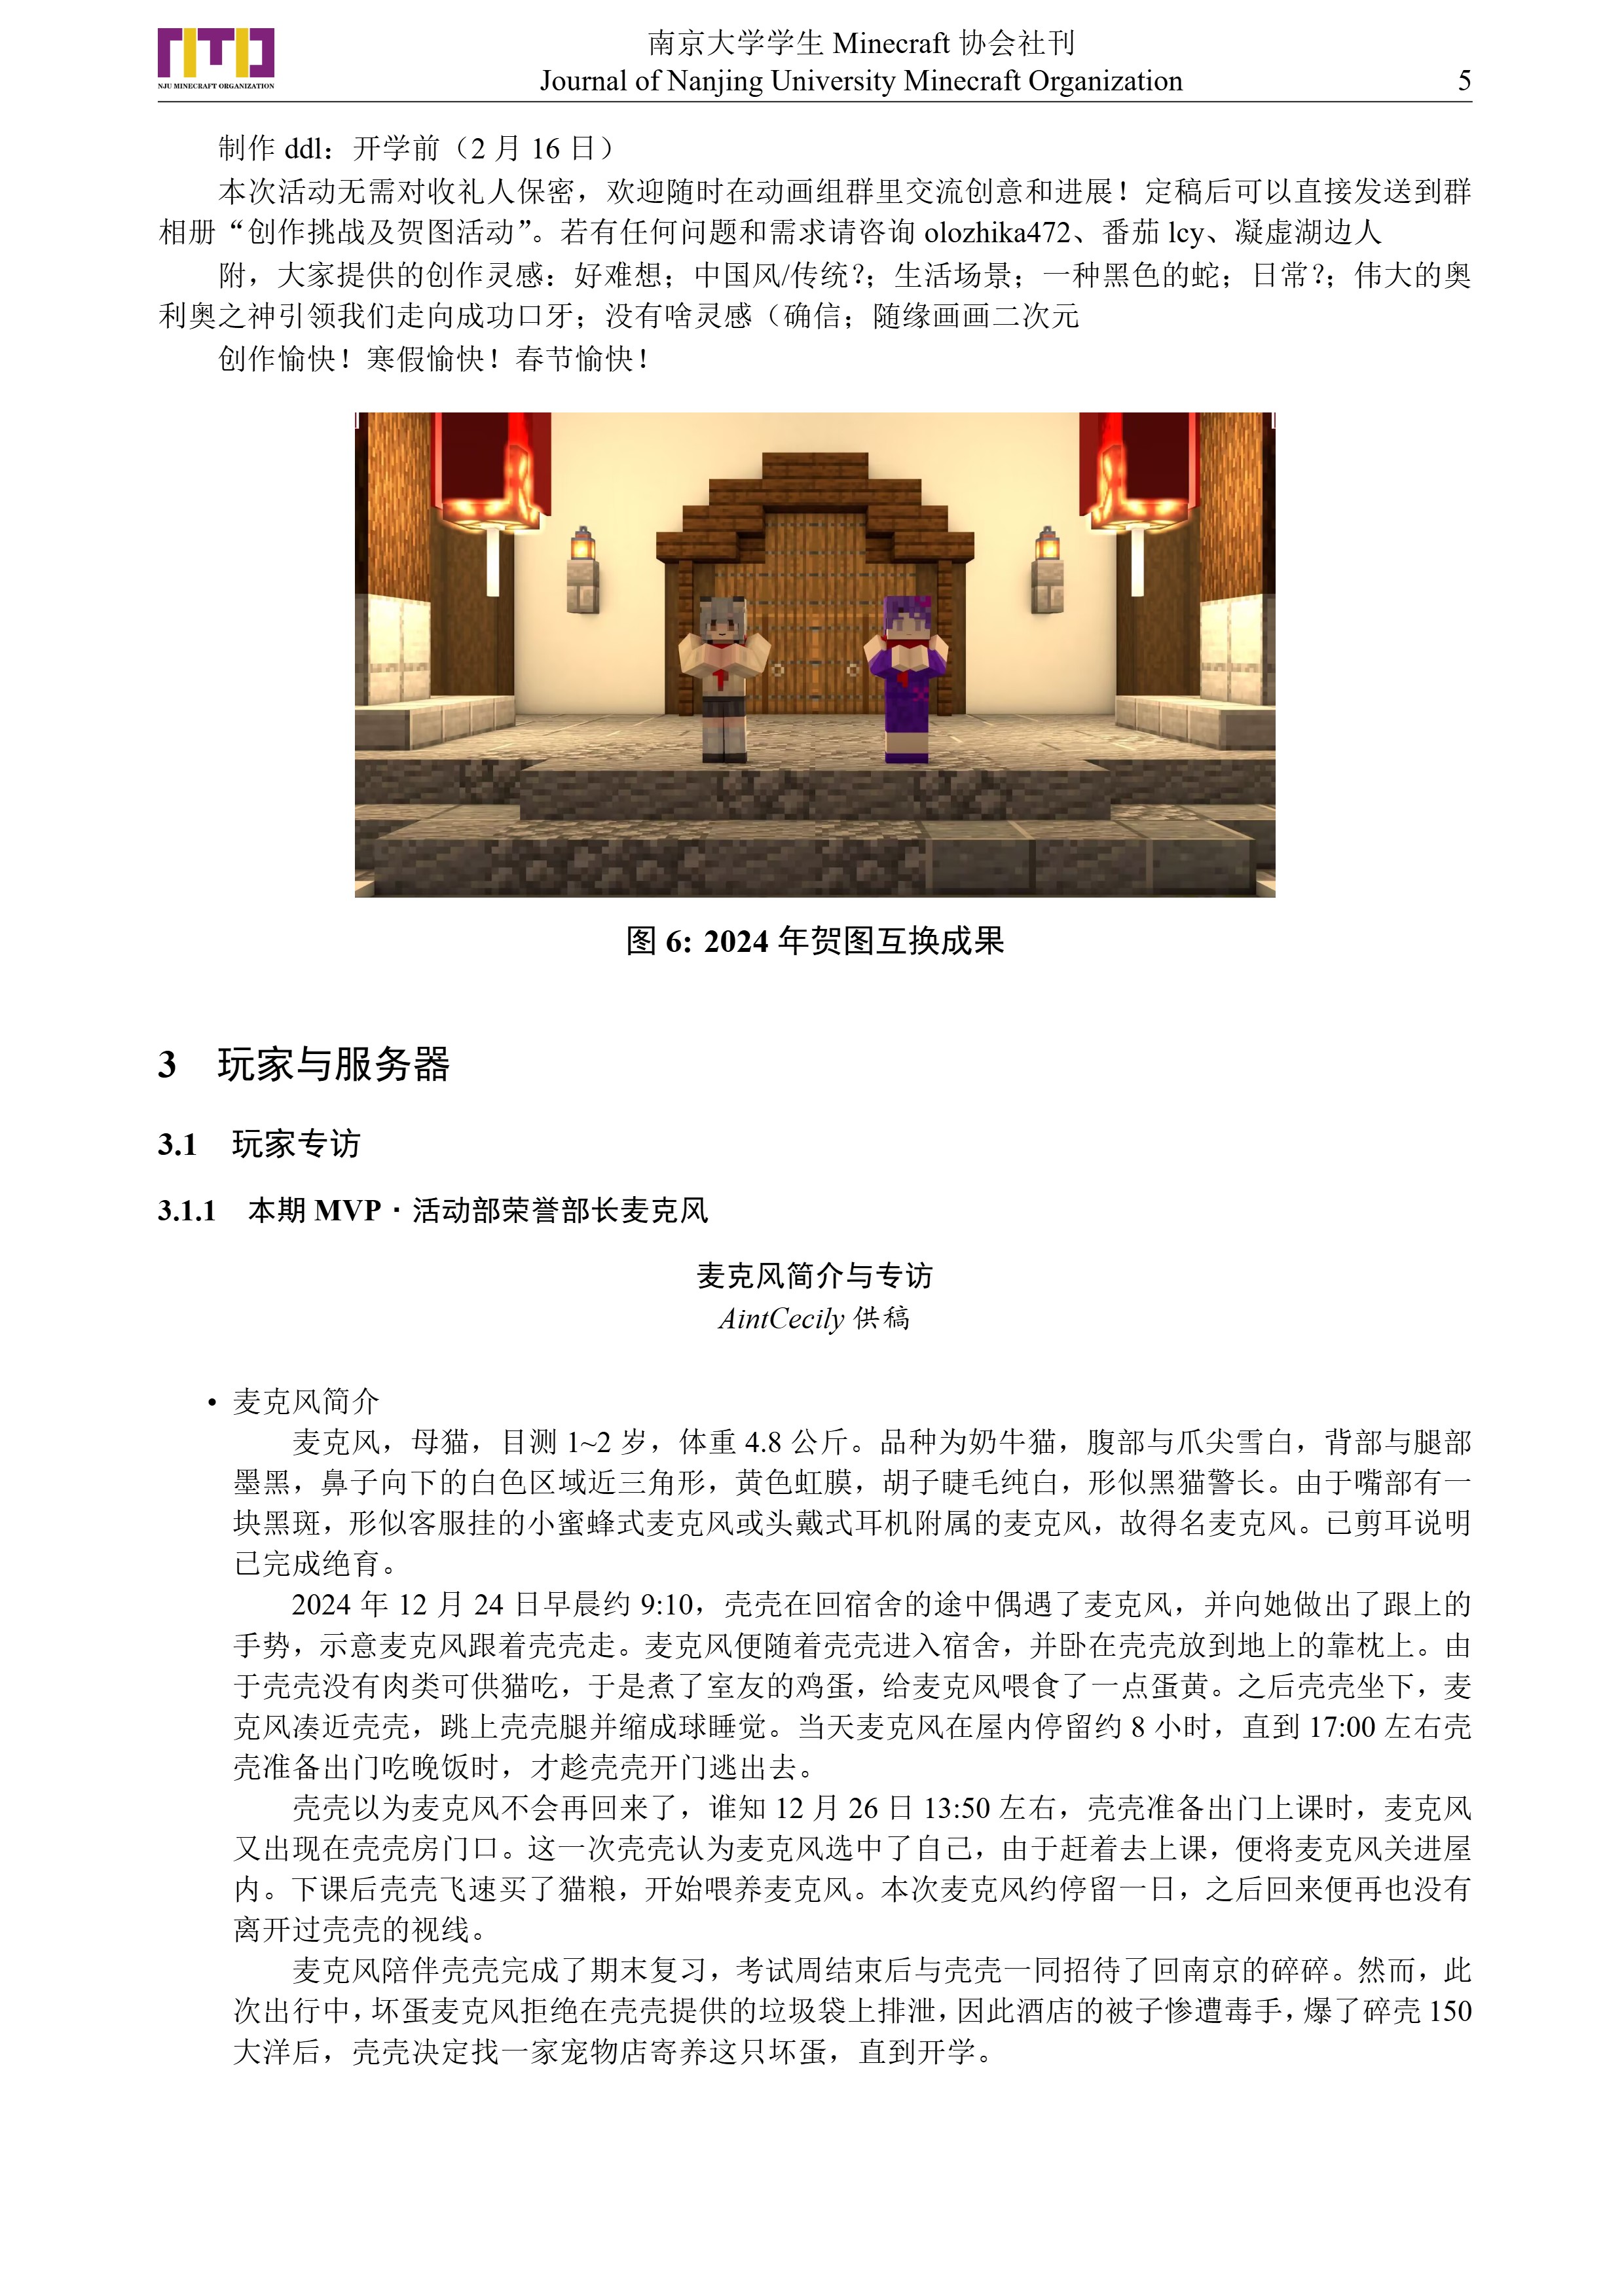 NJU MINECRAFT ORGANIZATION
南京大学学生 Minecraft 协会社刊
Journal of Nanjing University Minecraft Organization
5
制作 ddl：开学前（2 月 16 日）
本次活动无需对收礼人保密，欢迎随时在动画组群里交流创意和进展！定稿后可以直接发送到群
相册“创作挑战及贺图活动”。若有任何问题和需求请咨询 olozhika472、番茄 lcy、凝虚湖边人
附，大家提供的创作灵感：好难想；中国风/传统？；生活场景；一种黑色的蛇；日常？；伟大的奥
利奥之神引领我们走向成功口牙；没有啥灵感（确信；随缘画画二次元
创作愉快！寒假愉快！春节愉快！
图 6: 2024 年贺图互换成果
3 玩家与服务器
3.1 玩家专访
3.1.1 本期 MVP · 活动部荣誉部长麦克风
麦克风简介与专访
AintCecily 供稿
• 麦克风简介
麦克风，母猫，目测 1~2 岁，体重 4.8 公斤。品种为奶牛猫，腹部与爪尖雪白，背部与腿部
墨黑，鼻子向下的白色区域近三角形，黄色虹膜，胡子睫毛纯白，形似黑猫警长。由于嘴部有一
块黑斑，形似客服挂的小蜜蜂式麦克风或头戴式耳机附属的麦克风，故得名麦克风。已剪耳说明
已完成绝育。
2024 年 12 月 24 日早晨约 9:10，壳壳在回宿舍的途中偶遇了麦克风，并向她做出了跟上的
手势，示意麦克风跟着壳壳走。麦克风便随着壳壳进入宿舍，并卧在壳壳放到地上的靠枕上。由
于壳壳没有肉类可供猫吃，于是煮了室友的鸡蛋，给麦克风喂食了一点蛋黄。之后壳壳坐下，麦
克风凑近壳壳，跳上壳壳腿并缩成球睡觉。当天麦克风在屋内停留约 8 小时，直到 17:00 左右壳
壳准备出门吃晚饭时，才趁壳壳开门逃出去。
壳壳以为麦克风不会再回来了，谁知 12 月 26 日 13:50 左右，壳壳准备出门上课时，麦克风
又出现在壳壳房门口。这一次壳壳认为麦克风选中了自己，由于赶着去上课，便将麦克风关进屋
内。下课后壳壳飞速买了猫粮，开始喂养麦克风。本次麦克风约停留一日，之后回来便再也没有
离开过壳壳的视线。
麦克风陪伴壳壳完成了期末复习，考试周结束后与壳壳一同招待了回南京的碎碎。然而，此
次出行中，坏蛋麦克风拒绝在壳壳提供的垃圾袋上排泄，因此酒店的被子惨遭毒手，爆了碎壳 150
大洋后，壳壳决定找一家宠物店寄养这只坏蛋，直到开学。